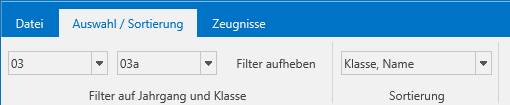 Datei Auswahl / Sortierung Zeugnisse
03 03a Filter aufheben Klasse, Name
Filter auf Jahrgang und Klasse Sortierung